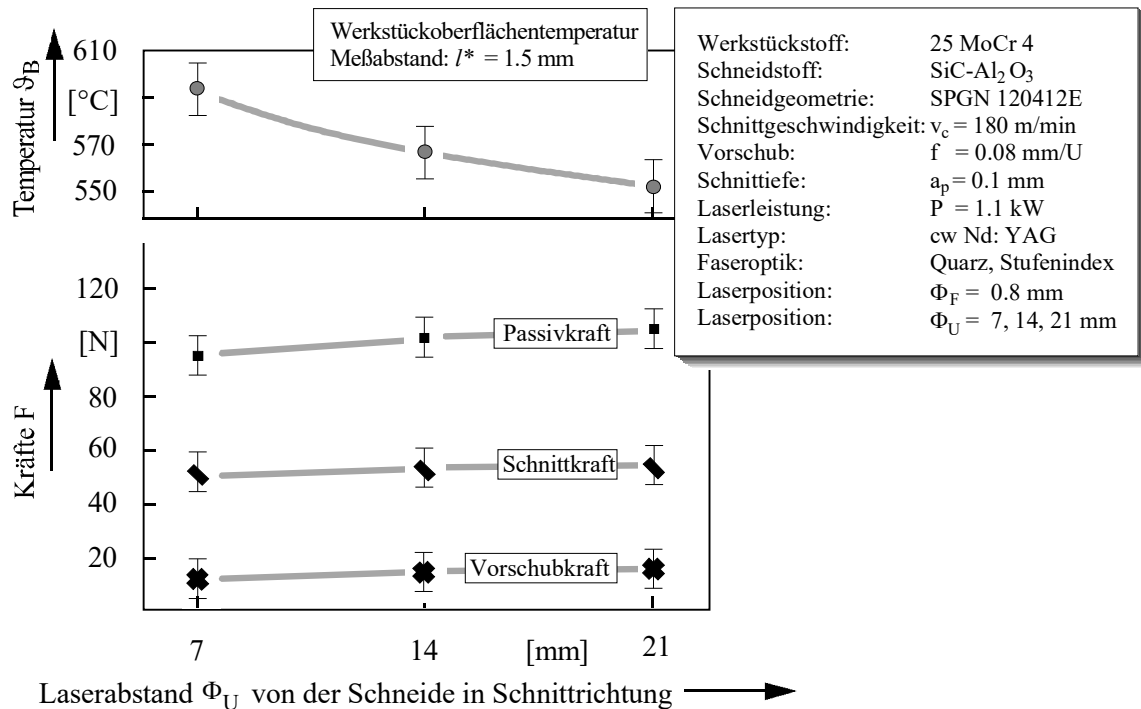 Werkstückoberflächentemperatur
Meßabstand: l* = 1.5 mm
Temperatur ϑB
610
[°C]
570
550
Werkstückstoff: 25 MoCr 4
Schneidstoff: SiC-Al2 O3
Schneidgeometrie: SPGN 120412E
Schnittgeschwindigkeit: vc = 180 m/min
Vorschub: f = 0.08 mm/U
Schnittiefe: ap = 0.1 mm
Laserleistung: P = 1.1 kW
Lasertyp: cw Nd: YAG
Faseroptik: Quarz, Stufenindex
Laserposition: ΦF = 0.8 mm
Laserposition: ΦU = 7, 14, 21 mm
Kräfte F
120
[N]
80
60
40
20
Passivkraft
Schnittkraft
Vorschubkraft
7 14 [mm] 21
Laserabstand ΦU von der Schneide in Schnittrichtung